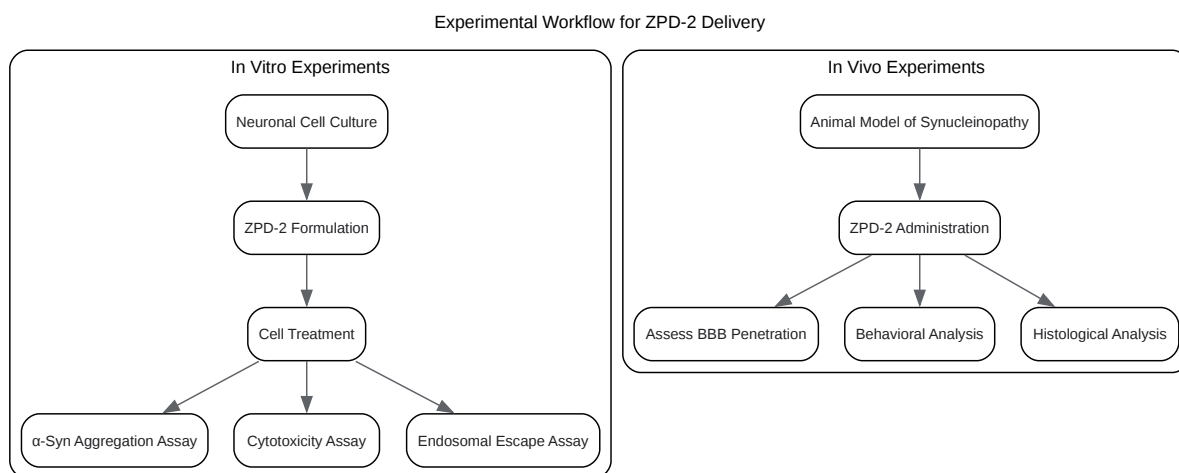 Experimental Workflow for ZPD-2 Delivery
In Vitro Experiments
Neuronal Cell Culture
ZPD-2 Formulation
Cell Treatment
α-Syn Aggregation Assay
Cytotoxicity Assay
Endosomal Escape Assay
In Vivo Experiments
Animal Model of Synucleinopathy
ZPD-2 Administration
Assess BBB Penetration
Behavioral Analysis
Histological Analysis